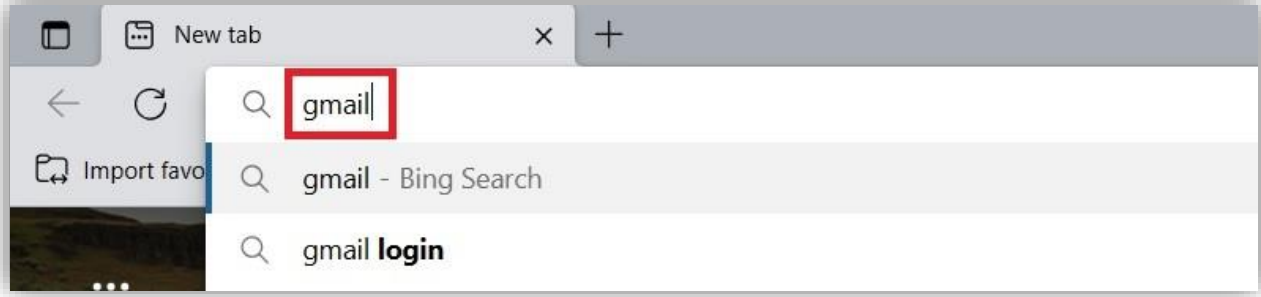 New tab
gmail
Import favo
gmail - Bing Search
gmail login